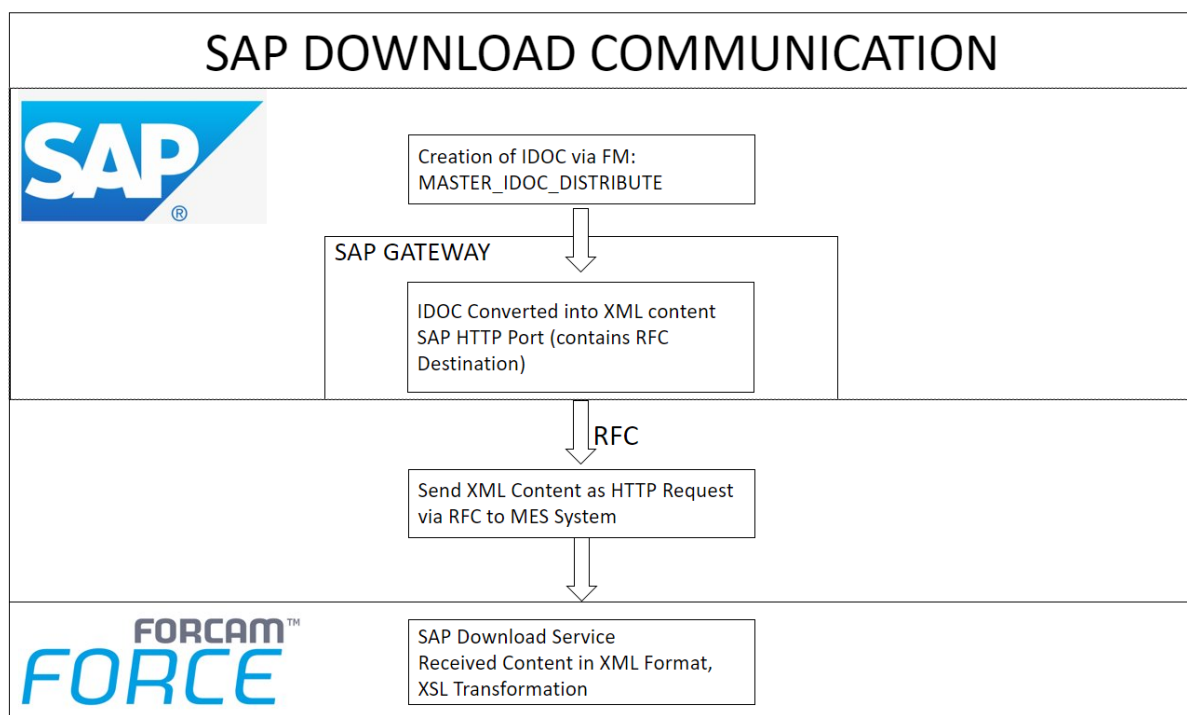 SAP DOWNLOAD COMMUNICATION
SAP
®
Creation of IDOC via FM:
MASTER_IDOC_DISTRIBUTE
SAP GATEWAY
IDOC Converted into XML content
SAP HTTP Port (contains RFC
Destination)
RFC
Send XML Content as HTTP Request
via RFC to MES System
FORCAM™
FORCE
SAP Download Service
Received Content in XML Format,
XSL Transformation